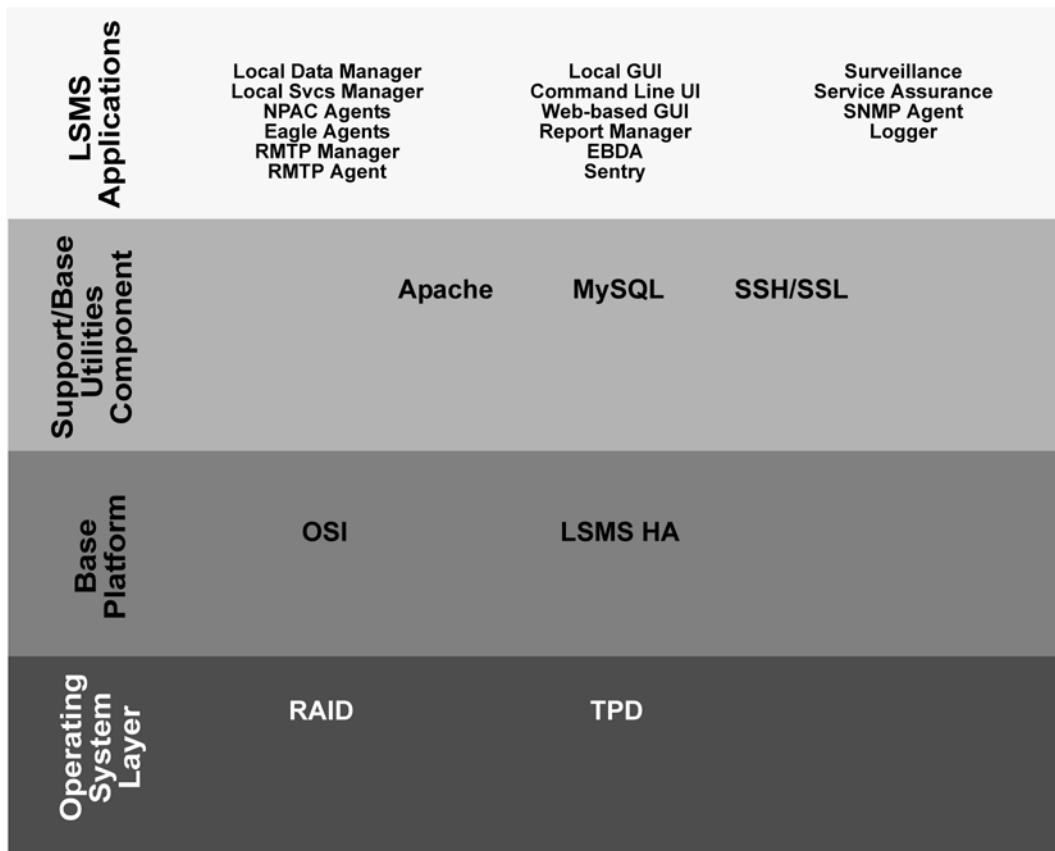 LSMS
Applications
Local Data Manager
Local Svcs Manager
NPAC Agents
Eagle Agents
RMTP Manager
RMTP Agent
Local GUI
Command Line UI
Web-based GUI
Report Manager
EBDA
Sentry
Surveillance
Service Assurance
SNMP Agent
Logger
Support/Base
Utilities
Component
Apache
MySQL
SSH/SSL
Base
Platform
OSI
LSMS HA
Operating
System
Layer
RAID
TPD